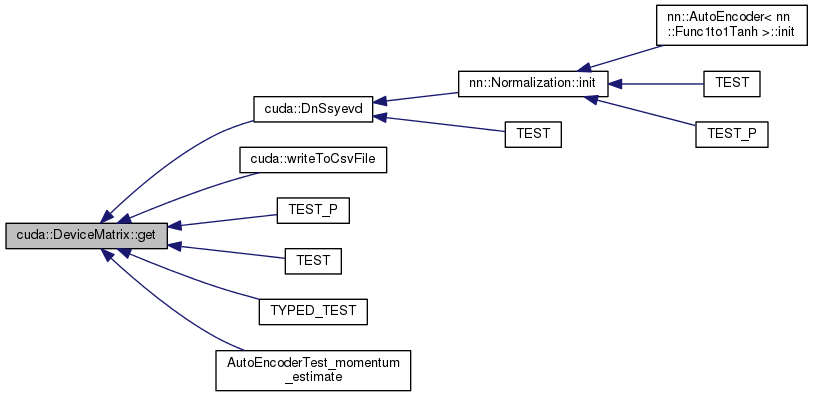 nn::AutoEncoder< nn
::Func1to1Tanh >::init
nn::Normalization::init
TEST
cuda::DnSsyevd
TEST
TEST_P
cuda::writeToCsvFile
TEST_P
cuda::DeviceMatrix::get
TEST
TYPED_TEST
AutoEncoderTest_momentum
_estimate